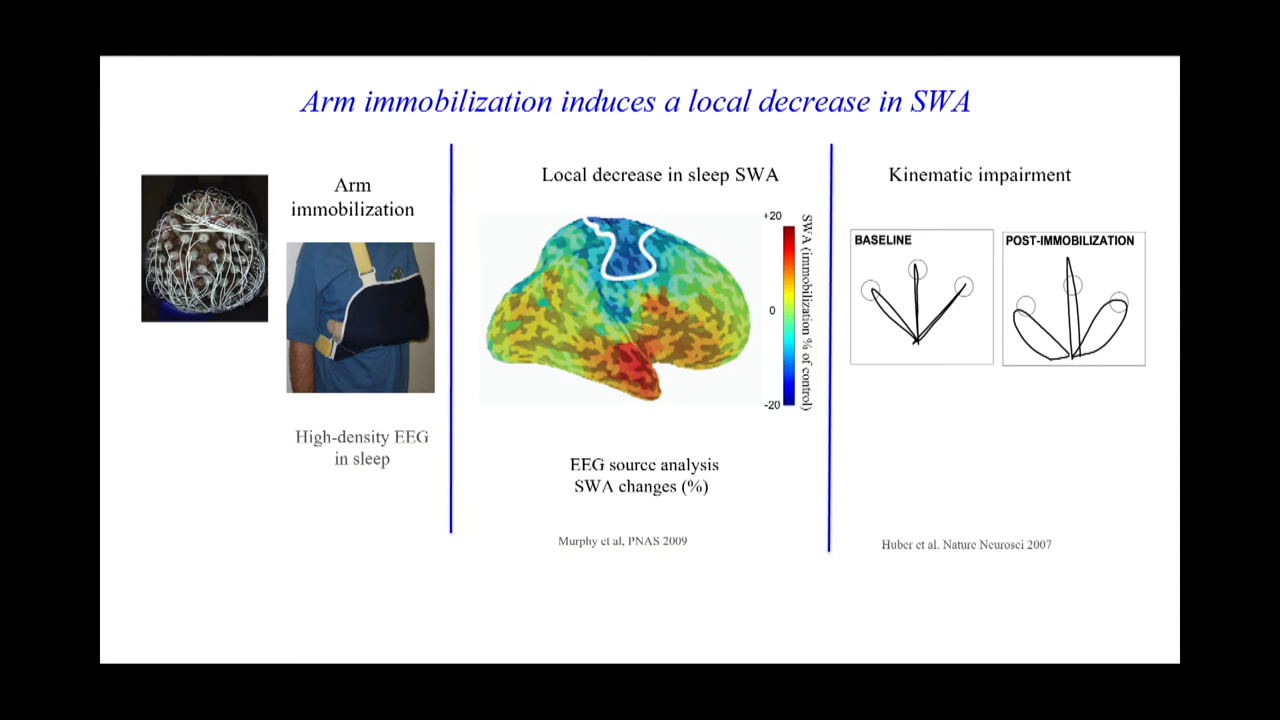 Arm immobilization induces a local decrease in SWA
Arm
immobilization
High-density EEG
in sleep
Local decrease in sleep SWA
+20
0
-20
SWA (immobilization % of control)
EEG source analysis
SWA changes (%)
Murphy et al, PNAS 2009
Kinematic impairment
BASELINE
POST-IMMOBILIZATION
Huber et al. Nature Neurosci 2007